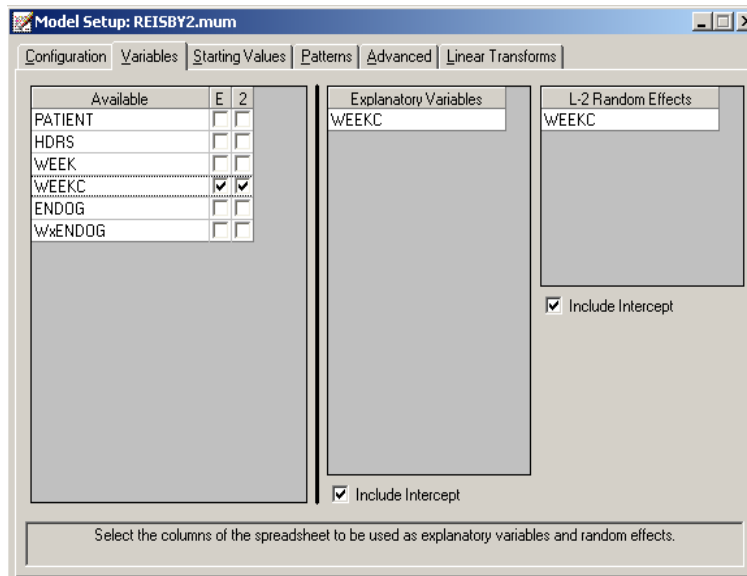 Model Setup: REISBY2.mum
Configuration Variables Starting Values Patterns Advanced Linear Transforms
Available E 2
PATIENT
HDRS
WEEK
WEEKC
ENDOG
WxENDOG
Explanatory Variables
WEEKC
Include Intercept
L-2 Random Effects
WEEKC
Include Intercept
Select the columns of the spreadsheet to be used as explanatory variables and random effects.